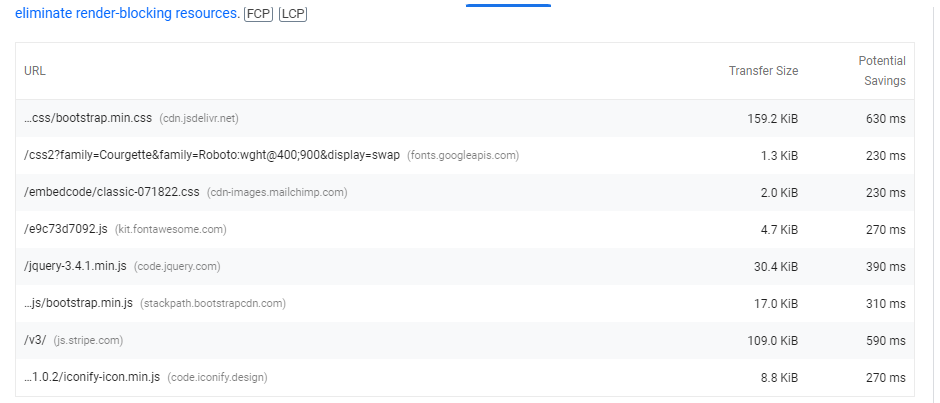 eliminate render-blocking resources. FCP LCP
URL Transfer Size Potential Savings
…css/bootstrap.min.css (cdn.jsdelivr.net) 159.2 KiB 630 ms
/css2?family=Courgette&family=Roboto:wght@400;900&display=swap (fonts.googleapis.com) 1.3 KiB 230 ms
/embedcode/classic-071822.css (cdn-images.mailchimp.com) 2.0 KiB 230 ms
/e9c73d7092.js (kit.fontawesome.com) 4.7 KiB 270 ms
/jquery-3.4.1.min.js (code.jquery.com) 30.4 KiB 390 ms
…js/bootstrap.min.js (stackpath.bootstrapcdn.com) 17.0 KiB 310 ms
/v3/ (js.stripe.com) 109.0 KiB 590 ms
…1.0.2/iconify-icon.min.js (code.iconify.design) 8.8 KiB 270 ms